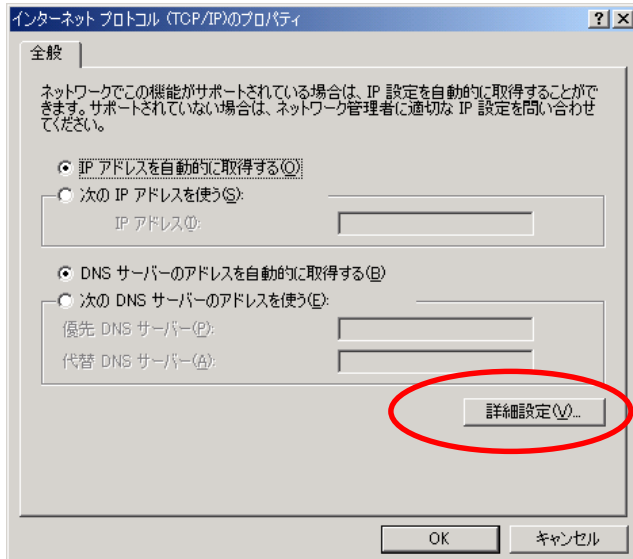 インターネット プロトコル (TCP/IP)のプロパティ
全般
ネットワークでこの機能がサポートされている場合は、IP 設定を自動的に取得することがで
きます。サポートされていない場合は、ネットワーク管理者に適切な IP 設定を問い合わせ
てください。
IP アドレスを自動的に取得する(O)
次の IP アドレスを使う(S):
IP アドレス(I):
DNS サーバーのアドレスを自動的に取得する(B)
次の DNS サーバーのアドレスを使う(E):
優先 DNS サーバー(P):
代替 DNS サーバー(A):
詳細設定(V)...
OK
キャンセル